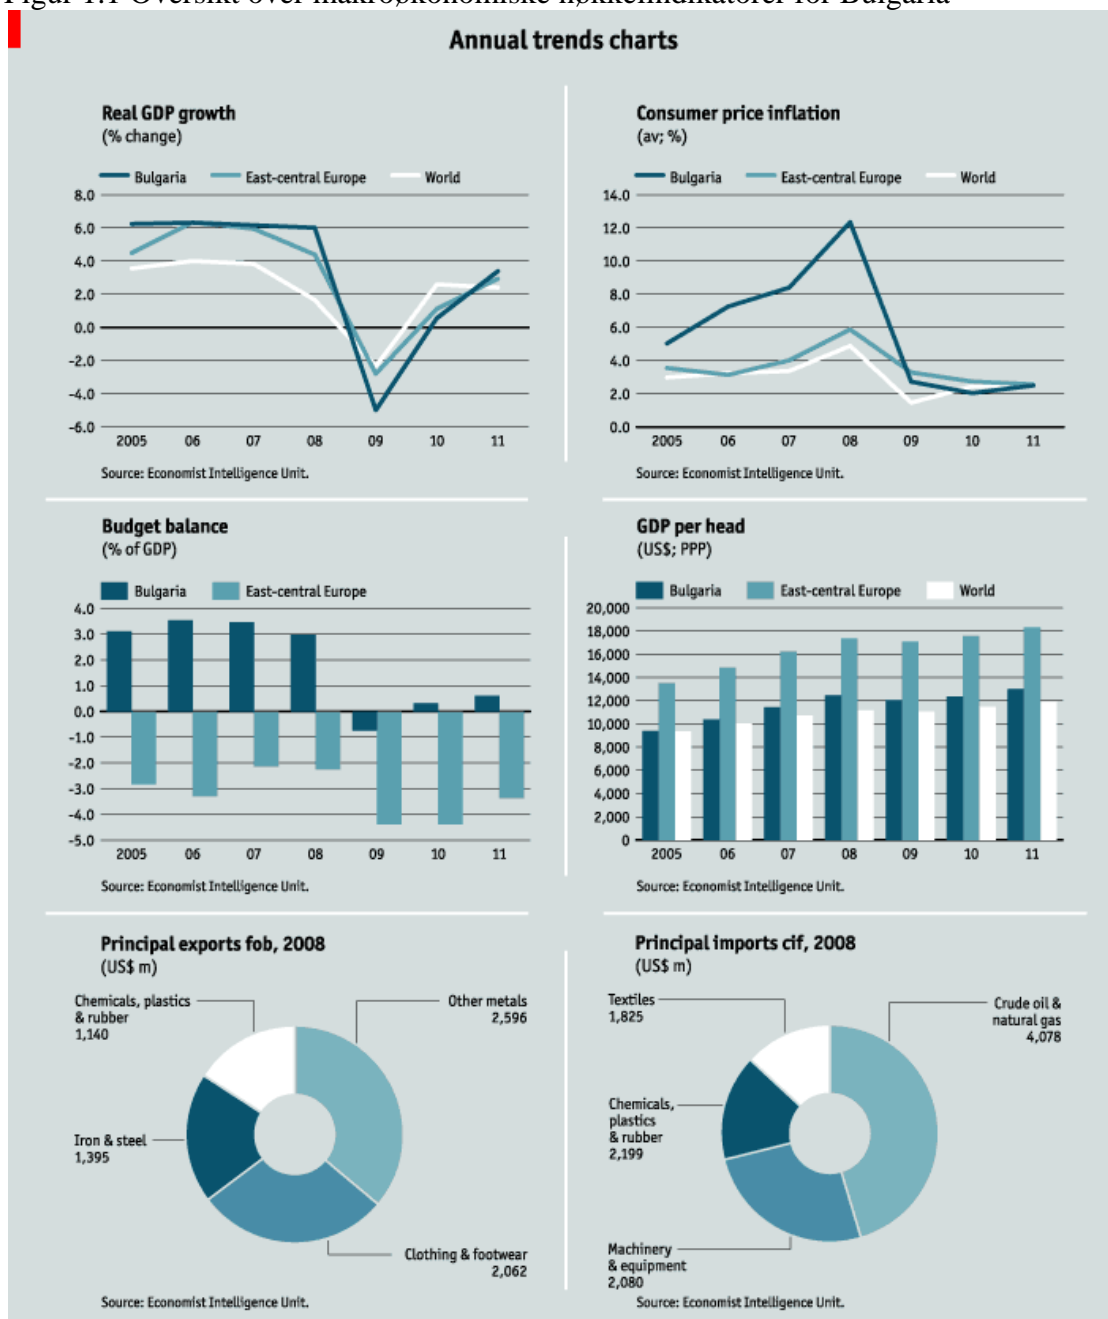 Figur 1.1 Oversikt over makroøkonomiske nøkkelindikatorer for Bulgaria
Annual trends charts
Real GDP growth
(% change)
Bulgaria East-central Europe World
8.0
6.0
4.0
2.0
0.0
-2.0
-4.0
-6.0
2005 06 07 08 09 10 11
Source: Economist Intelligence Unit.
Consumer price inflation
(av; %)
Bulgaria East-central Europe World
14.0
12.0
10.0
8.0
6.0
4.0
2.0
0.0
2005 06 07 08 09 10 11
Source: Economist Intelligence Unit.
Budget balance
(% of GDP)
Bulgaria East-central Europe
4.0
3.0
2.0
1.0
0.0
-1.0
-2.0
-3.0
-4.0
-5.0
2005 06 07 08 09 10 11
Source: Economist Intelligence Unit.
GDP per head
(US$; PPP)
Bulgaria East-central Europe World
20,000
18,000
16,000
14,000
12,000
10,000
8,000
6,000
4,000
2,000
0
2005 06 07 08 09 10 11
Source: Economist Intelligence Unit.
Principal exports fob, 2008
(US$ m)
Chemicals, plastics
& rubber
1,140
Other metals
2,596
Iron & steel
1,395
Clothing & footwear
2,062
Source: Economist Intelligence Unit.
Principal imports cif, 2008
(US$ m)
Textiles
1,825
Crude oil &
natural gas
4,078
Chemicals,
plastics
& rubber
2,199
Machinery
& equipment
2,080
Source: Economist Intelligence Unit.